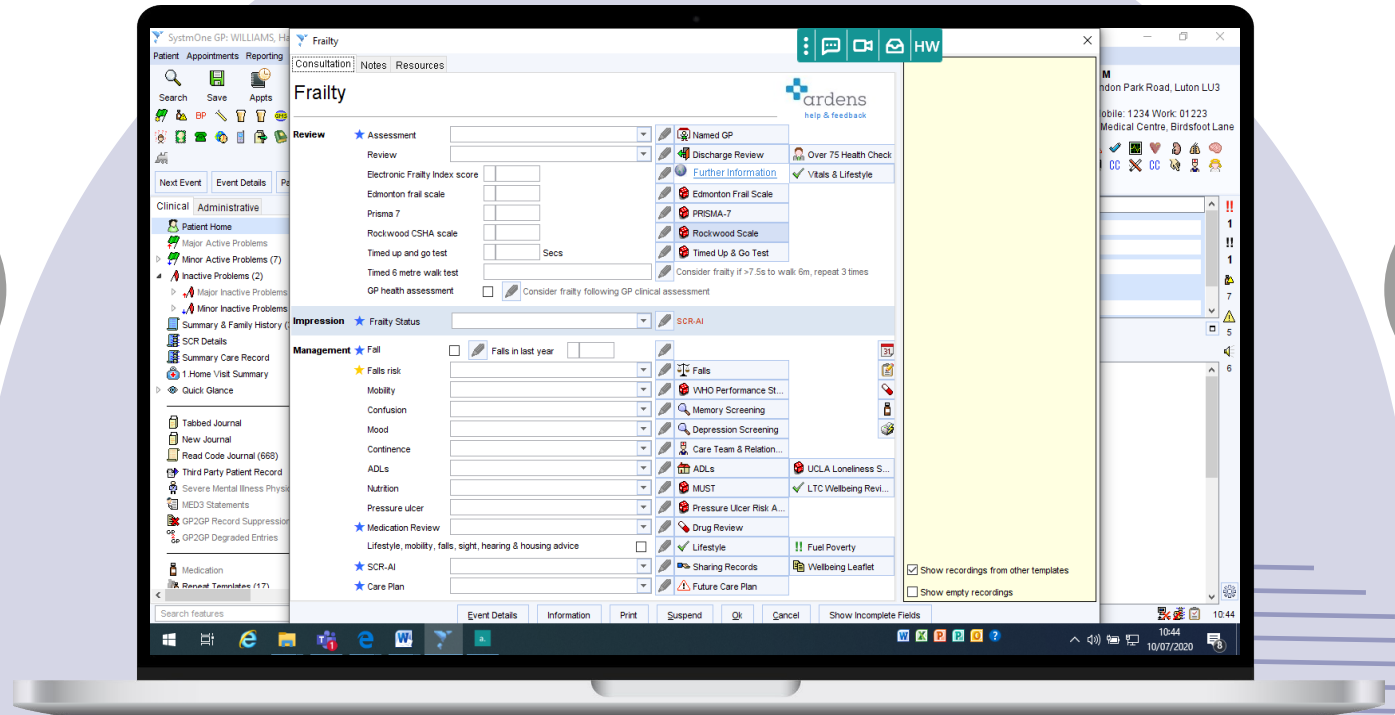 SystmOne GP: WILLIAMS, Ha
Patient Appointments Reporting
Search Save Appts
BP
GMS
Next Event Event Details Pa
Clinical Administrative
Patient Home
Major Active Problems
Minor Active Problems (7)
Inactive Problems (2)
Major Inactive Problems
Minor Inactive Problems
Summary & Family History (
SCR Details
Summary Care Record
1.Home Visit Summary
Quick Glance
Tabbed Journal
New Journal
Read Code Journal (668)
Third Party Patient Record
Severe Mental Illness Physic
MED3 Statements
GP2GP Record Suppression
GP2GP Degraded Entries
Medication
Repeat Templates (17)
Search features
Frailty
HW
Consultation Notes Resources
Frailty
ardens
help & feedback
Review Assessment Named GP
Review Discharge Review Over 75 Health Check
Electronic Frailty Index score Further Information Vitals & Lifestyle
Edmonton frail scale Edmonton Frail Scale
Prisma 7 PRISMA-7
Rockwood CSHA scale Rockwood Scale
Timed up and go test Secs Timed Up & Go Test
Timed 6 metre walk test Consider frailty if >7.5s to walk 6m, repeat 3 times
GP health assessment Consider frailty following GP clinical assessment
Impression Frailty Status SCR-AI
Management Fall Falls in last year
31
Falls risk Falls
Mobility WHO Performance St...
Confusion Memory Screening
Mood Depression Screening
Continence Care Team & Relation...
ADLs ADLs UCLA Loneliness S...
Nutrition MUST LTC Wellbeing Revi...
Pressure ulcer Pressure Ulcer Risk A...
Medication Review Drug Review
Lifestyle, mobility, falls, sight, hearing & housing advice Lifestyle Fuel Poverty
SCR-AI Sharing Records Wellbeing Leaflet
Care Plan Future Care Plan
Show recordings from other templates
Show empty recordings
Event Details Information Print Suspend Ok Cancel Show Incomplete Fields
M
ndon Park Road, Luton LU3
obile: 1234 Work: 01223
Medical Centre, Birdsfoot Lane
CC CC
!!
1
!!
1
7
5
6
10:44
a.
W X P P O ?
10:44
10/07/2020
8